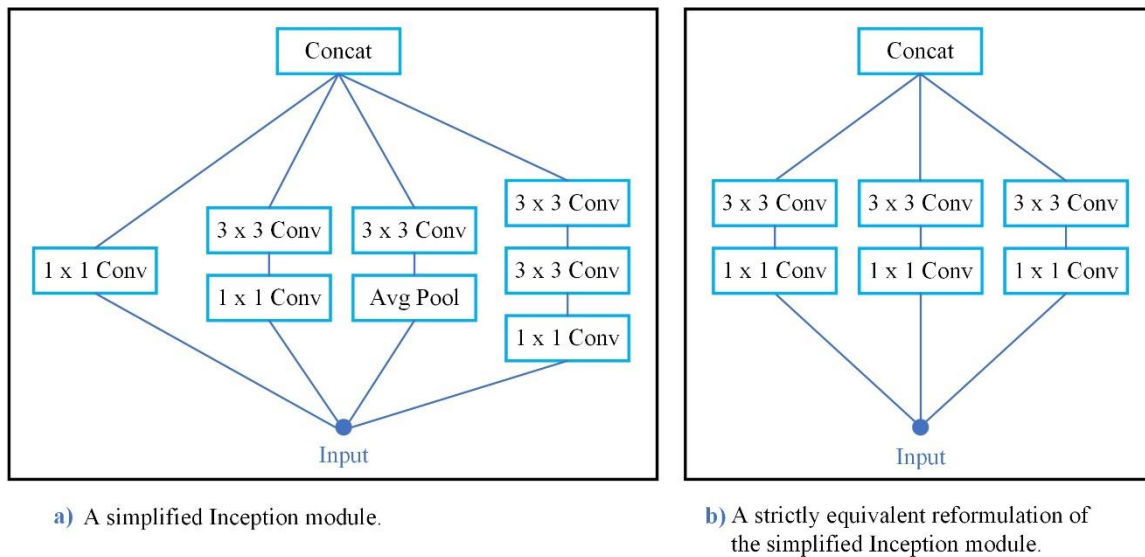 Concat
3 x 3 Conv
3 x 3 Conv
3 x 3 Conv
1 x 1 Conv
3 x 3 Conv
1 x 1 Conv
Avg Pool
1 x 1 Conv
Input
a) A simplified Inception module.
Concat
3 x 3 Conv
3 x 3 Conv
3 x 3 Conv
1 x 1 Conv
1 x 1 Conv
1 x 1 Conv
Input
b) A strictly equivalent reformulation of
the simplified Inception module.